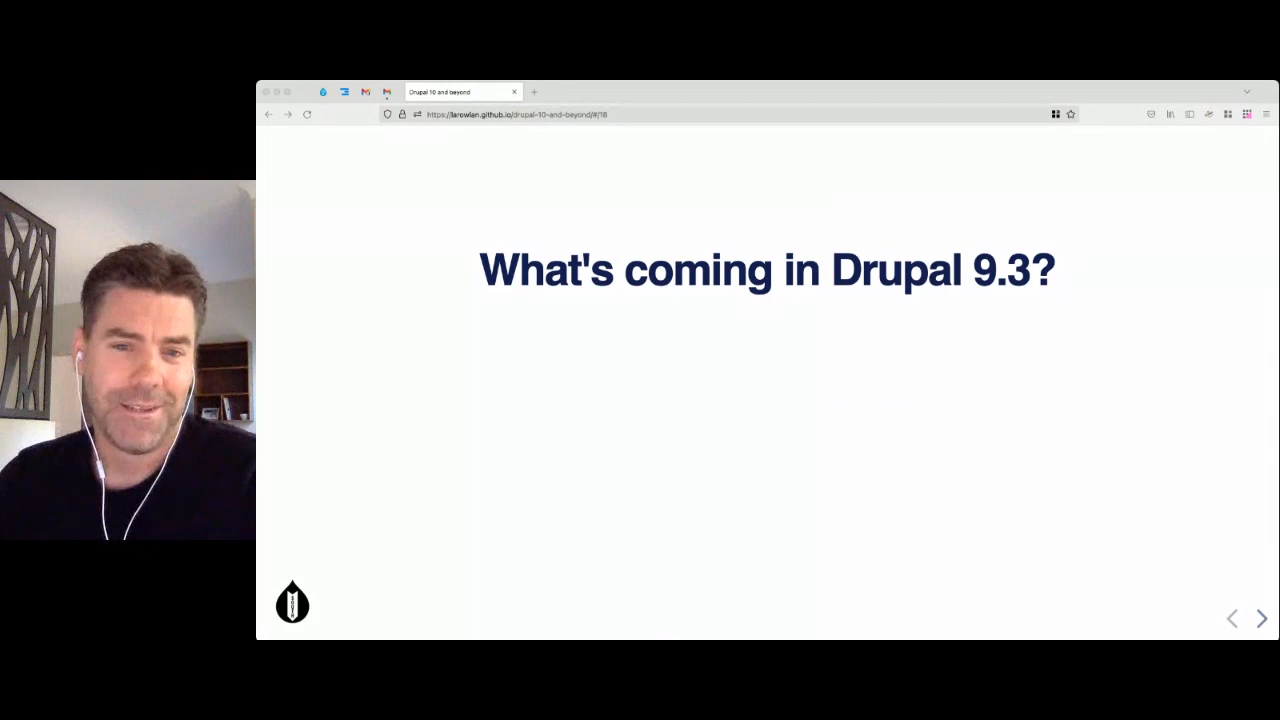 Drupal 10 and beyond
https://larowlan.github.io/drupal-10-and-beyond/#/18
What's coming in Drupal 9.3?